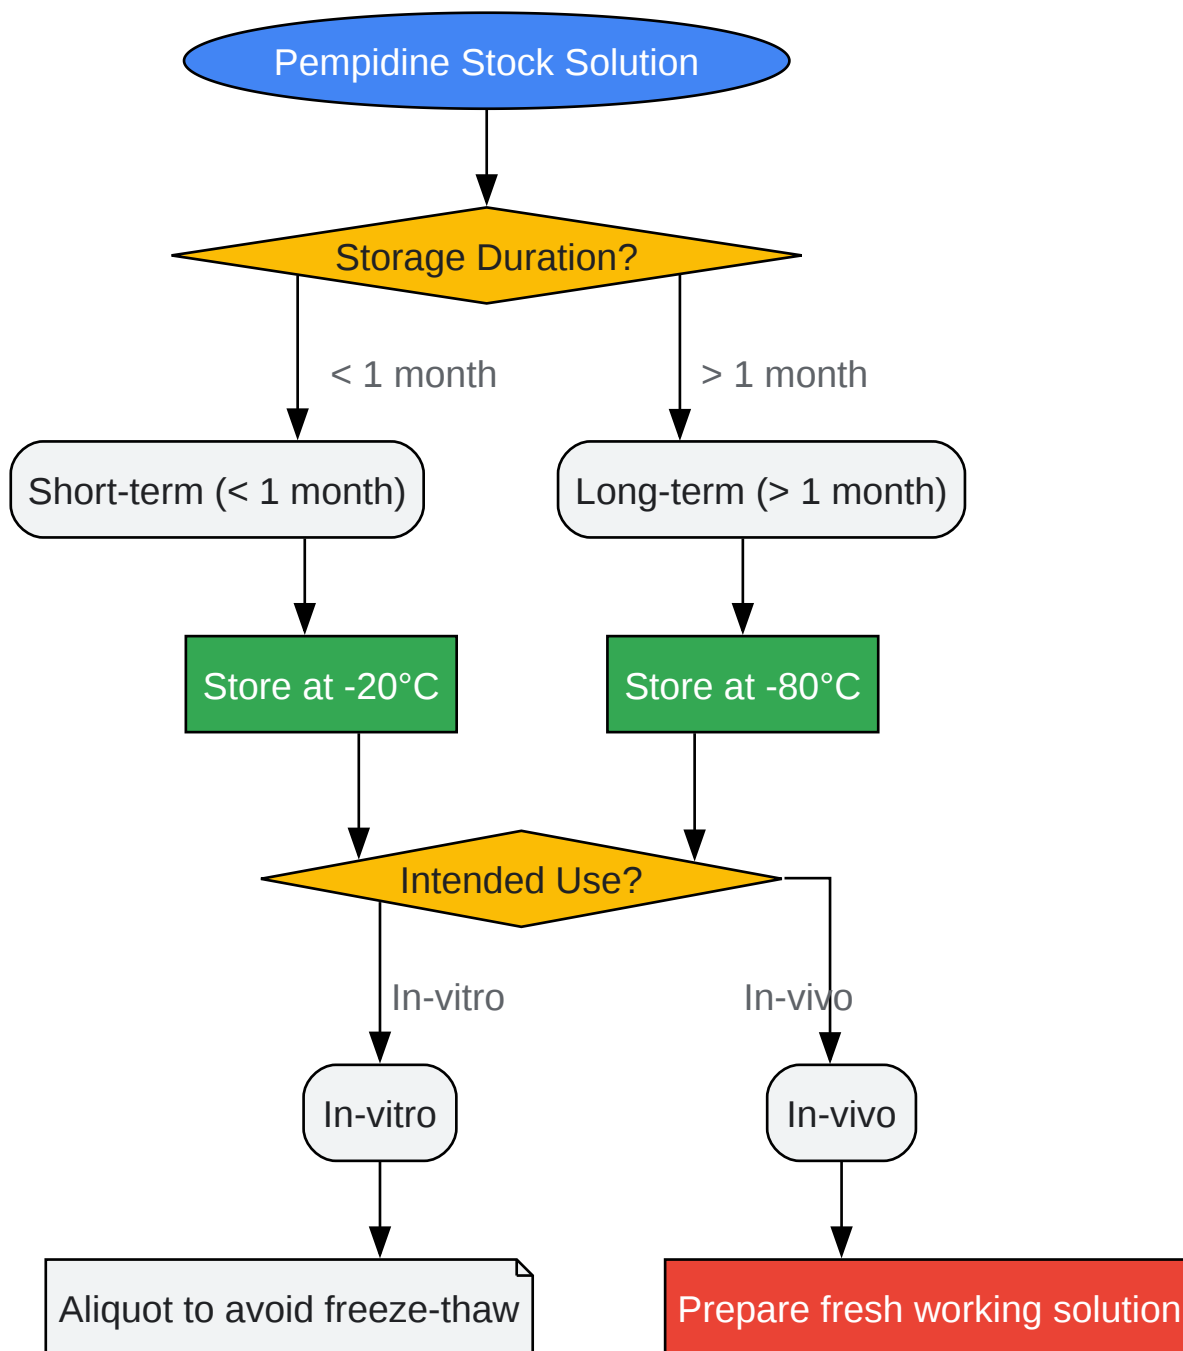 Pempidine Stock Solution
Storage Duration?
< 1 month
> 1 month
Short-term (< 1 month)
Long-term (> 1 month)
Store at -20°C
Store at -80°C
Intended Use?
In-vitro
In-vivo
In-vitro
In-vivo
Aliquot to avoid freeze-thaw
Prepare fresh working solution